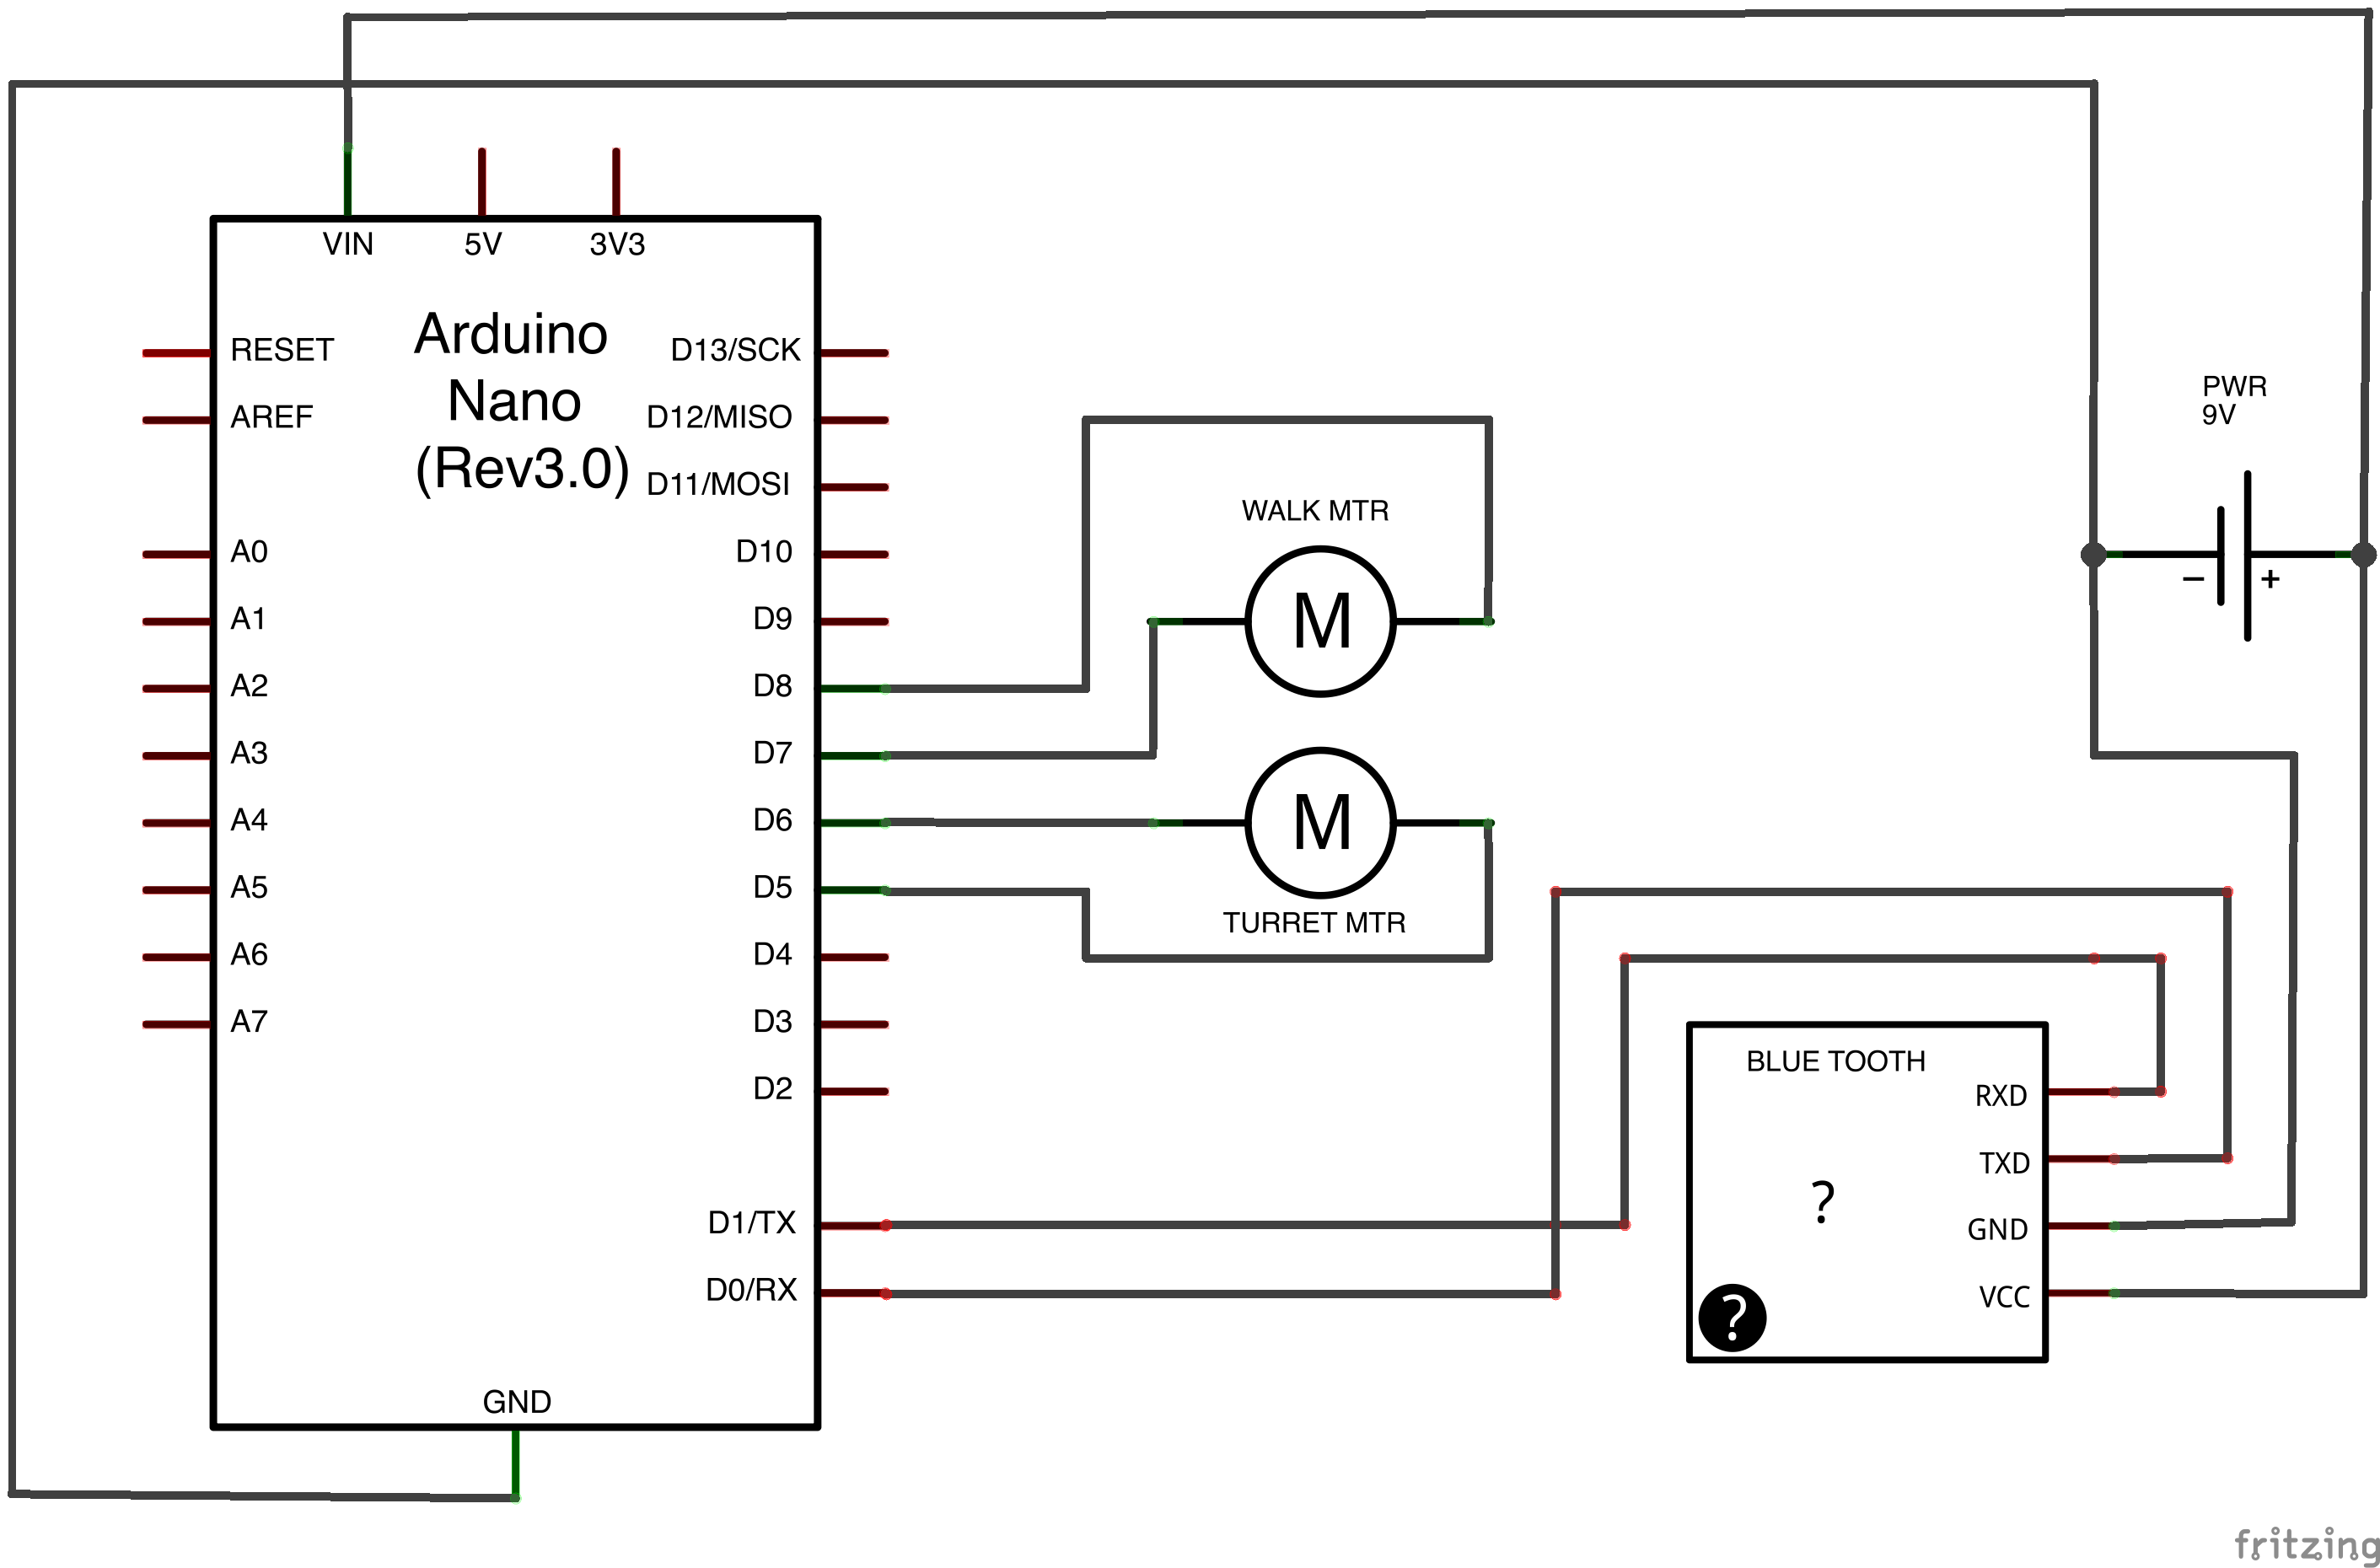 VIN 5V 3V3
Arduino
Nano
(Rev3.0)
RESET
AREF
A0
A1
A2
A3
A4
A5
A6
A7
D13/SCK
D12/MISO
D11/MOSI
D10
D9
D8
D7
D6
D5
D4
D3
D2
D1/TX
D0/RX
GND
WALK MTR
M
M
TURRET MTR
PWR
9V
− +
BLUE TOOTH
?
?
RXD
TXD
GND
VCC
fritzing